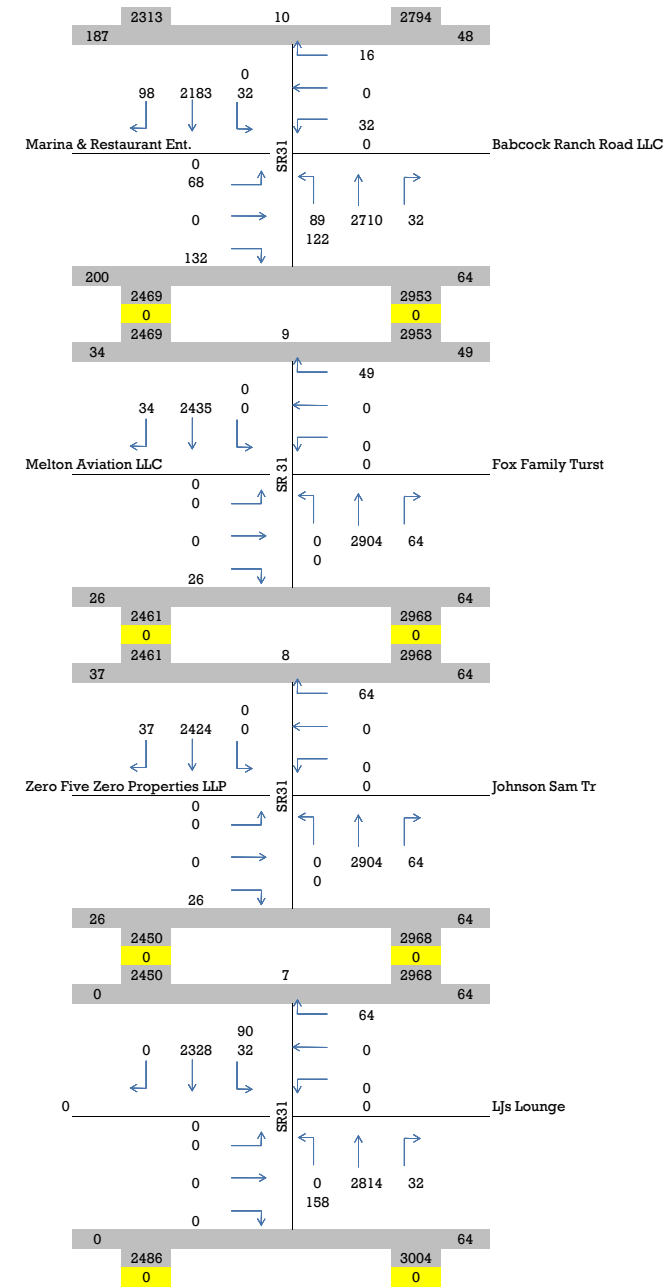 2313 10 2794
187 48
16
0
98 2183 32 0
32
Marina & Restaurant Ent. SR31 0 Babcock Ranch Road LLC
0
68
0 89 2710 32
122
132
200 64
2469 2953
0 0
2469 9 2953
34 49
49
0
34 2435 0 0
0
Melton Aviation LLC SR 31 0 Fox Family Turst
0
0
0 0 2904 64
0
26
26 64
2461 2968
0 0
2461 8 2968
37 64
64
0
37 2424 0 0
0
Zero Five Zero Properties LLP SR31 0 Johnson Sam Tr
0
0
0 0 2904 64
0
26
26 64
2450 2968
0 0
2450 7 2968
0 64
64
90
0 2328 32 0
0
0 SR31 0 LJs Lounge
0
0
0 0 2814 32
158
0
0 64
2486 3004
0 0